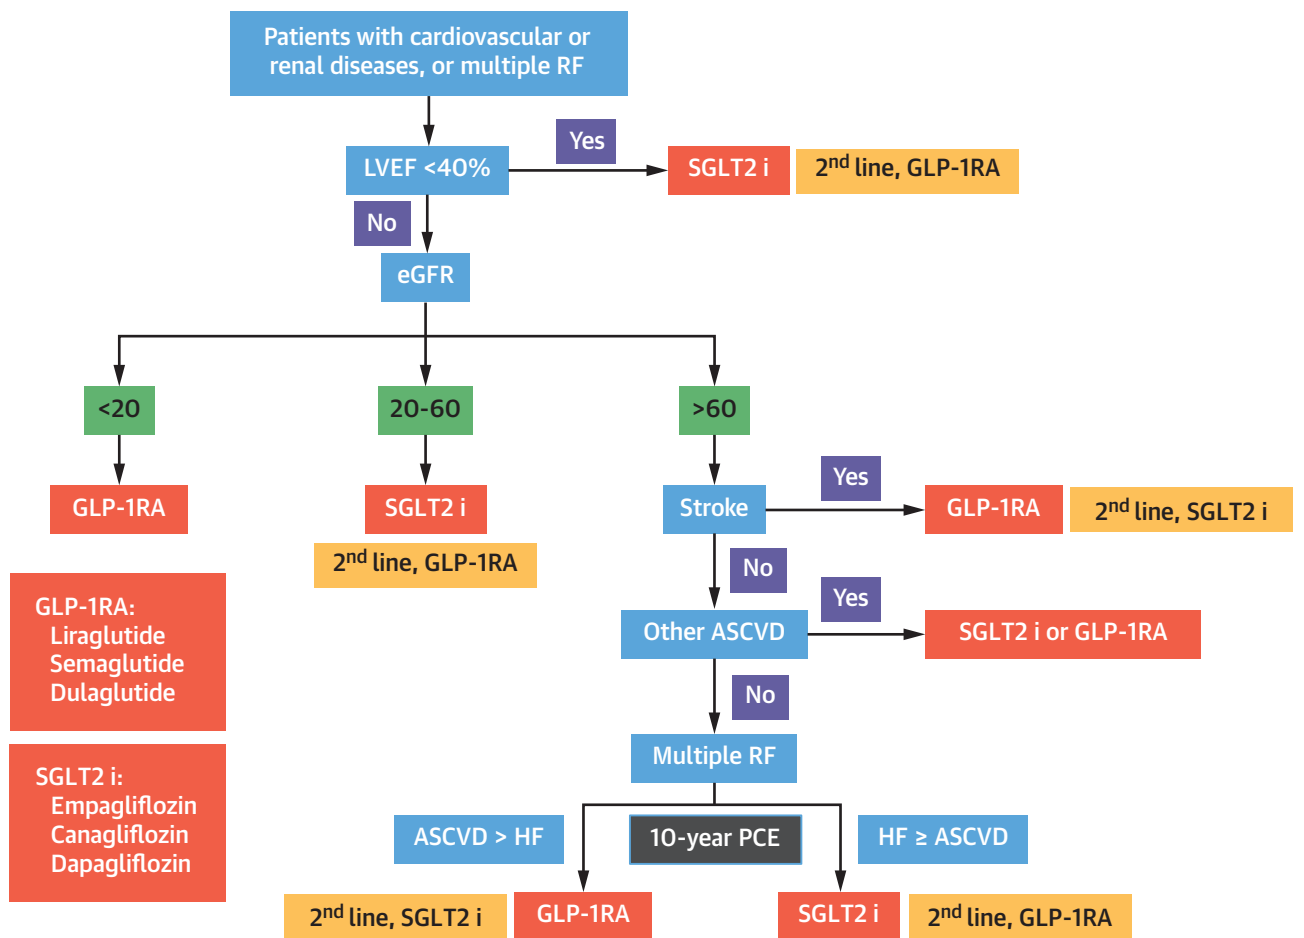 Patients with cardiovascular or
renal diseases, or multiple RF
Yes
LVEF <40%
SGLT2 i
2nd line, GLP-1RA
No
eGFR
<20
20-60
>60
GLP-1RA
SGLT2 i
2nd line, GLP-1RA
Stroke
Yes
GLP-1RA
2nd line, SGLT2 i
No
Other ASCVD
Yes
SGLT2 i or GLP-1RA
No
Multiple RF
ASCVD > HF
10-year PCE
HF ≥ ASCVD
2nd line, SGLT2 i
GLP-1RA
SGLT2 i
2nd line, GLP-1RA
GLP-1RA:
Liraglutide
Semaglutide
Dulaglutide
SGLT2 i:
Empagliflozin
Canagliflozin
Dapagliflozin